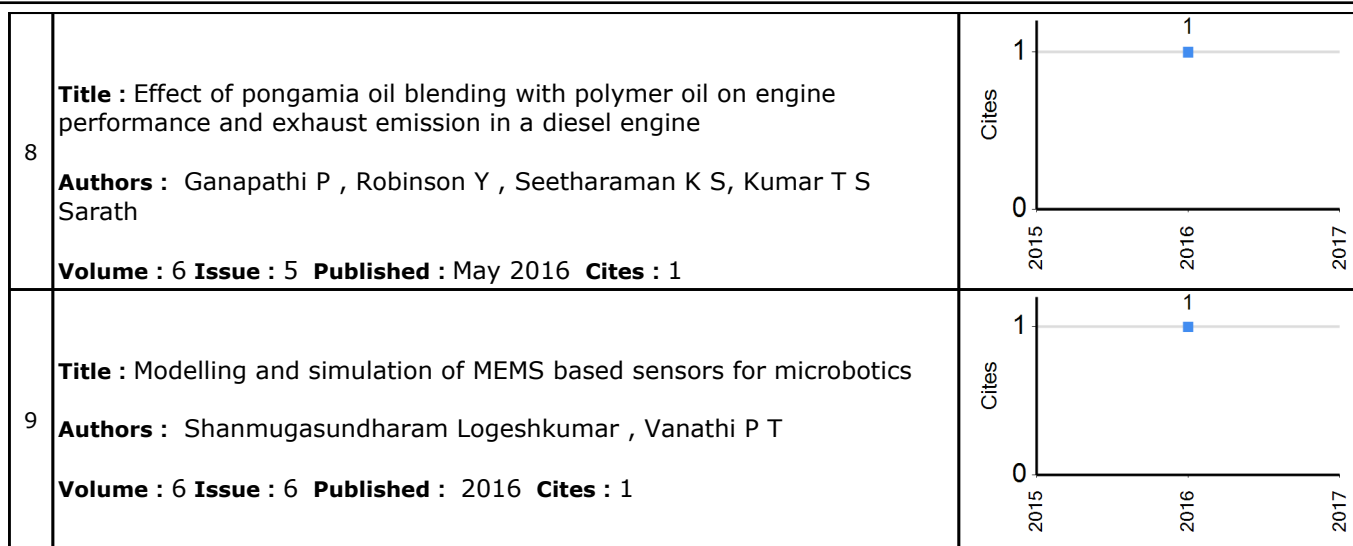 8
Title : Effect of pongamia oil blending with polymer oil on engine
performance and exhaust emission in a diesel engine
Authors : Ganapathi P , Robinson Y , Seetharaman K S, Kumar T S
Sarath
Volume : 6 Issue : 5 Published : May 2016 Cites : 1
1
1
Cites
0
2015
2016
2017
9
Title : Modelling and simulation of MEMS based sensors for microbotics
Authors : Shanmugasundharam Logeshkumar , Vanathi P T
Volume : 6 Issue : 6 Published : 2016 Cites : 1
1
1
Cites
0
2015
2016
2017